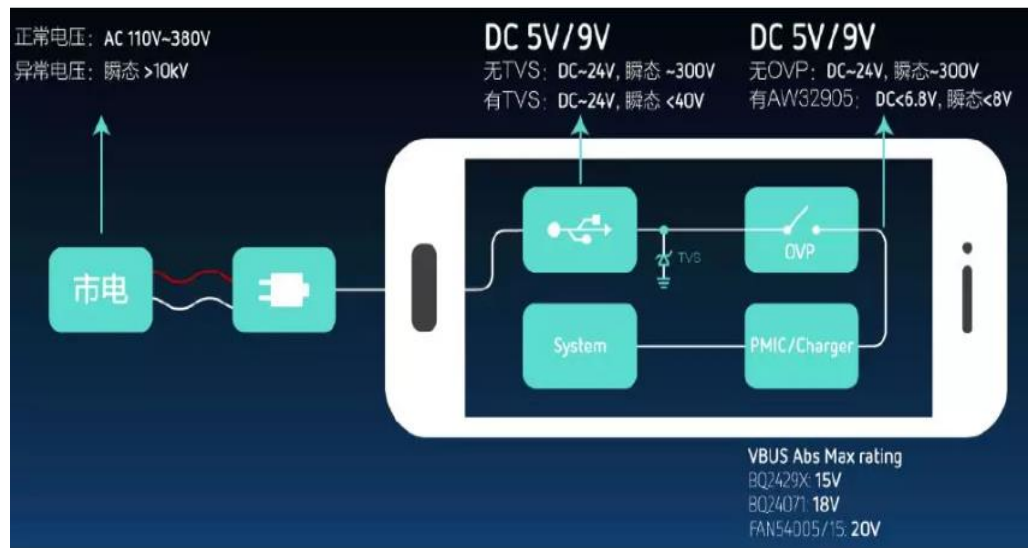 正常电压：AC 110V~380V
异常电压：瞬态 >10kV
DC 5V/9V
无TVS：DC~24V, 瞬态 ~300V
有TVS：DC~24V, 瞬态 <40V
DC 5V/9V
无OVP：DC~24V, 瞬态~300V
有AW32905：DC<6.8V, 瞬态<8V
市电
TVS
OVP
System
PMIC/Charger
VBUS Abs Max rating
BQ2429X: 15V
BQ24071: 18V
FAN54005/15: 20V